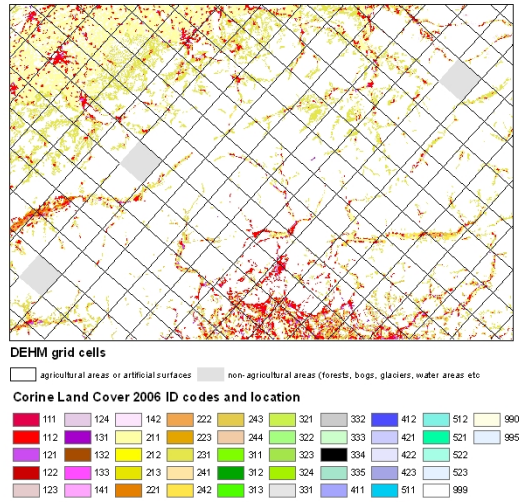 DEHM grid cells
agricultural areas or artificial surfaces non-agricultural areas (forests, bogs, glaciers, water areas etc
Corine Land Cover 2006 ID codes and location
111 124 142 222 243 321 332 412 512 990
112 131 211 223 244 322 333 421 521 995
121 132 212 231 311 323 334 422 522
122 133 213 241 312 324 335 423 523
123 141 221 242 313 331 411 511 999